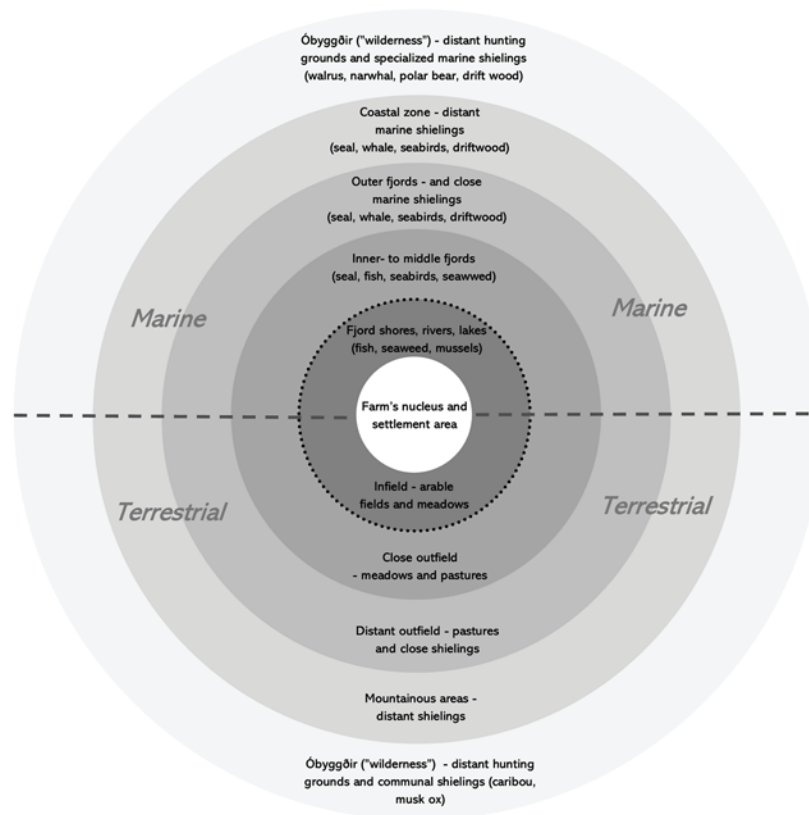 Óbyggðir ("wilderness") - distant hunting
grounds and specialized marine shielings
(walrus, narwhal, polar bear, drift wood)
Coastal zone - distant
marine shielings
(seal, whale, seabirds, driftwood)
Outer fjords - and close
marine shielings
(seal, whale, seabirds, driftwood)
Inner- to middle fjords
(seal, fish, seabirds, seawwed)
Marine
Marine
Fjord shores, rivers, lakes
(fish, seaweed, mussels)
Farm's nucleus and
settlement area
Infield - arable
fields and meadows
Terrestrial
Terrestrial
Close outfield
- meadows and pastures
Distant outfield - pastures
and close shielings
Mountainous areas -
distant shielings
Óbyggðir ("wilderness") - distant hunting
grounds and communal shielings (caribou,
musk ox)